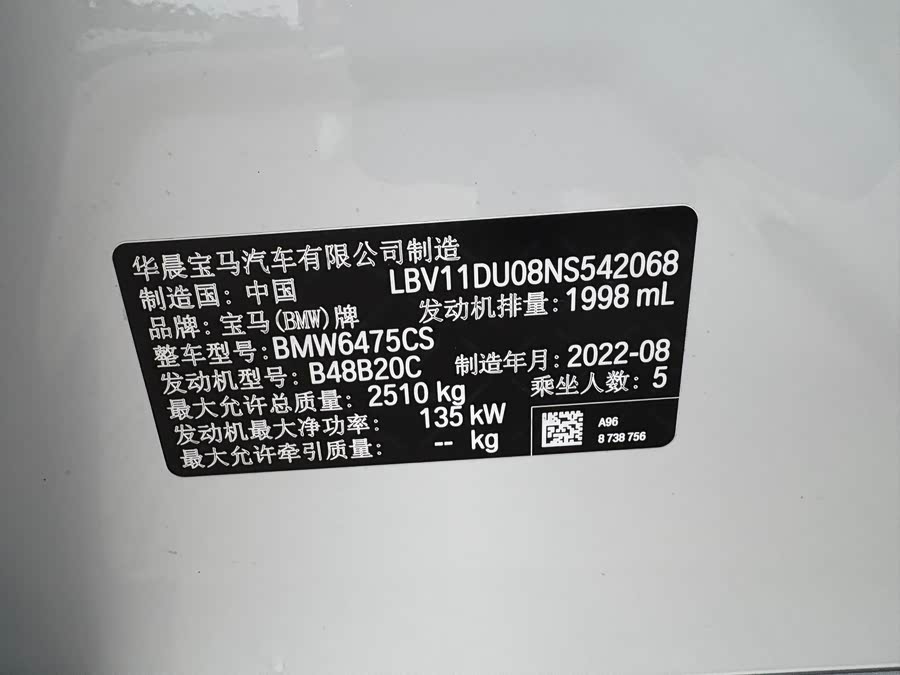 华晨宝马汽车有限公司制造
制造国: 中国 LBV11DU08NS542068
品牌: 宝马(BMW)牌 发动机排量: 1998 mL
整车型号: BMW6475CS
发动机型号: B48B20C 制造年月: 2022-08
最大允许总质量: 2510 kg 乘坐人数: 5
发动机最大净功率: 135 kW
最大允许牵引质量: -- kg
A96
8 738 756